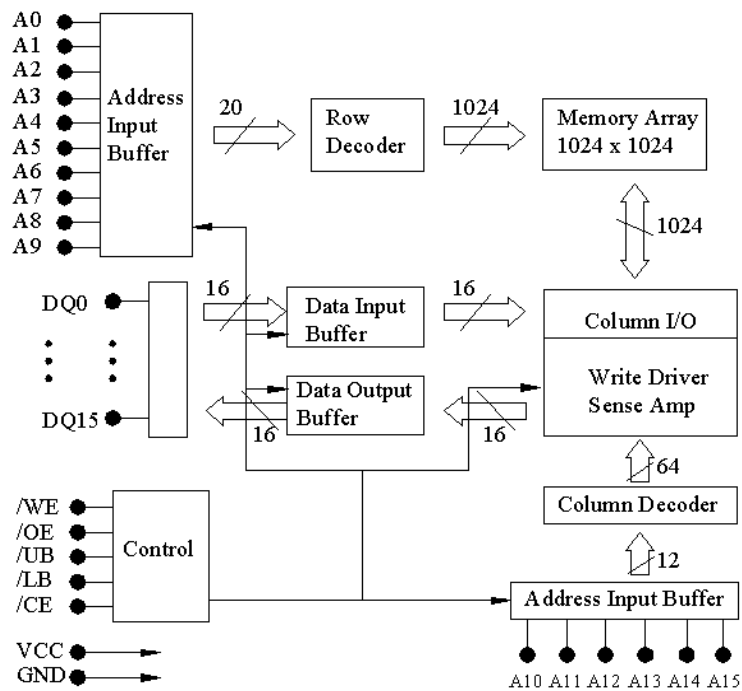 A0
A1
A2
A3
A4
A5
A6
A7
A8
A9
Address
Input
Buffer
20
Row
Decoder
1024
Memory Array
1024 x 1024
1024
DQ0
DQ15
16
Data Input
Buffer
16
Column I/O
Write Driver
Sense Amp
Data Output
Buffer
16
16
64
Column Decoder
12
Address Input Buffer
A10
A11
A12
A13
A14
A15
/WE
/OE
/UB
/LB
/CE
Control
VCC
GND